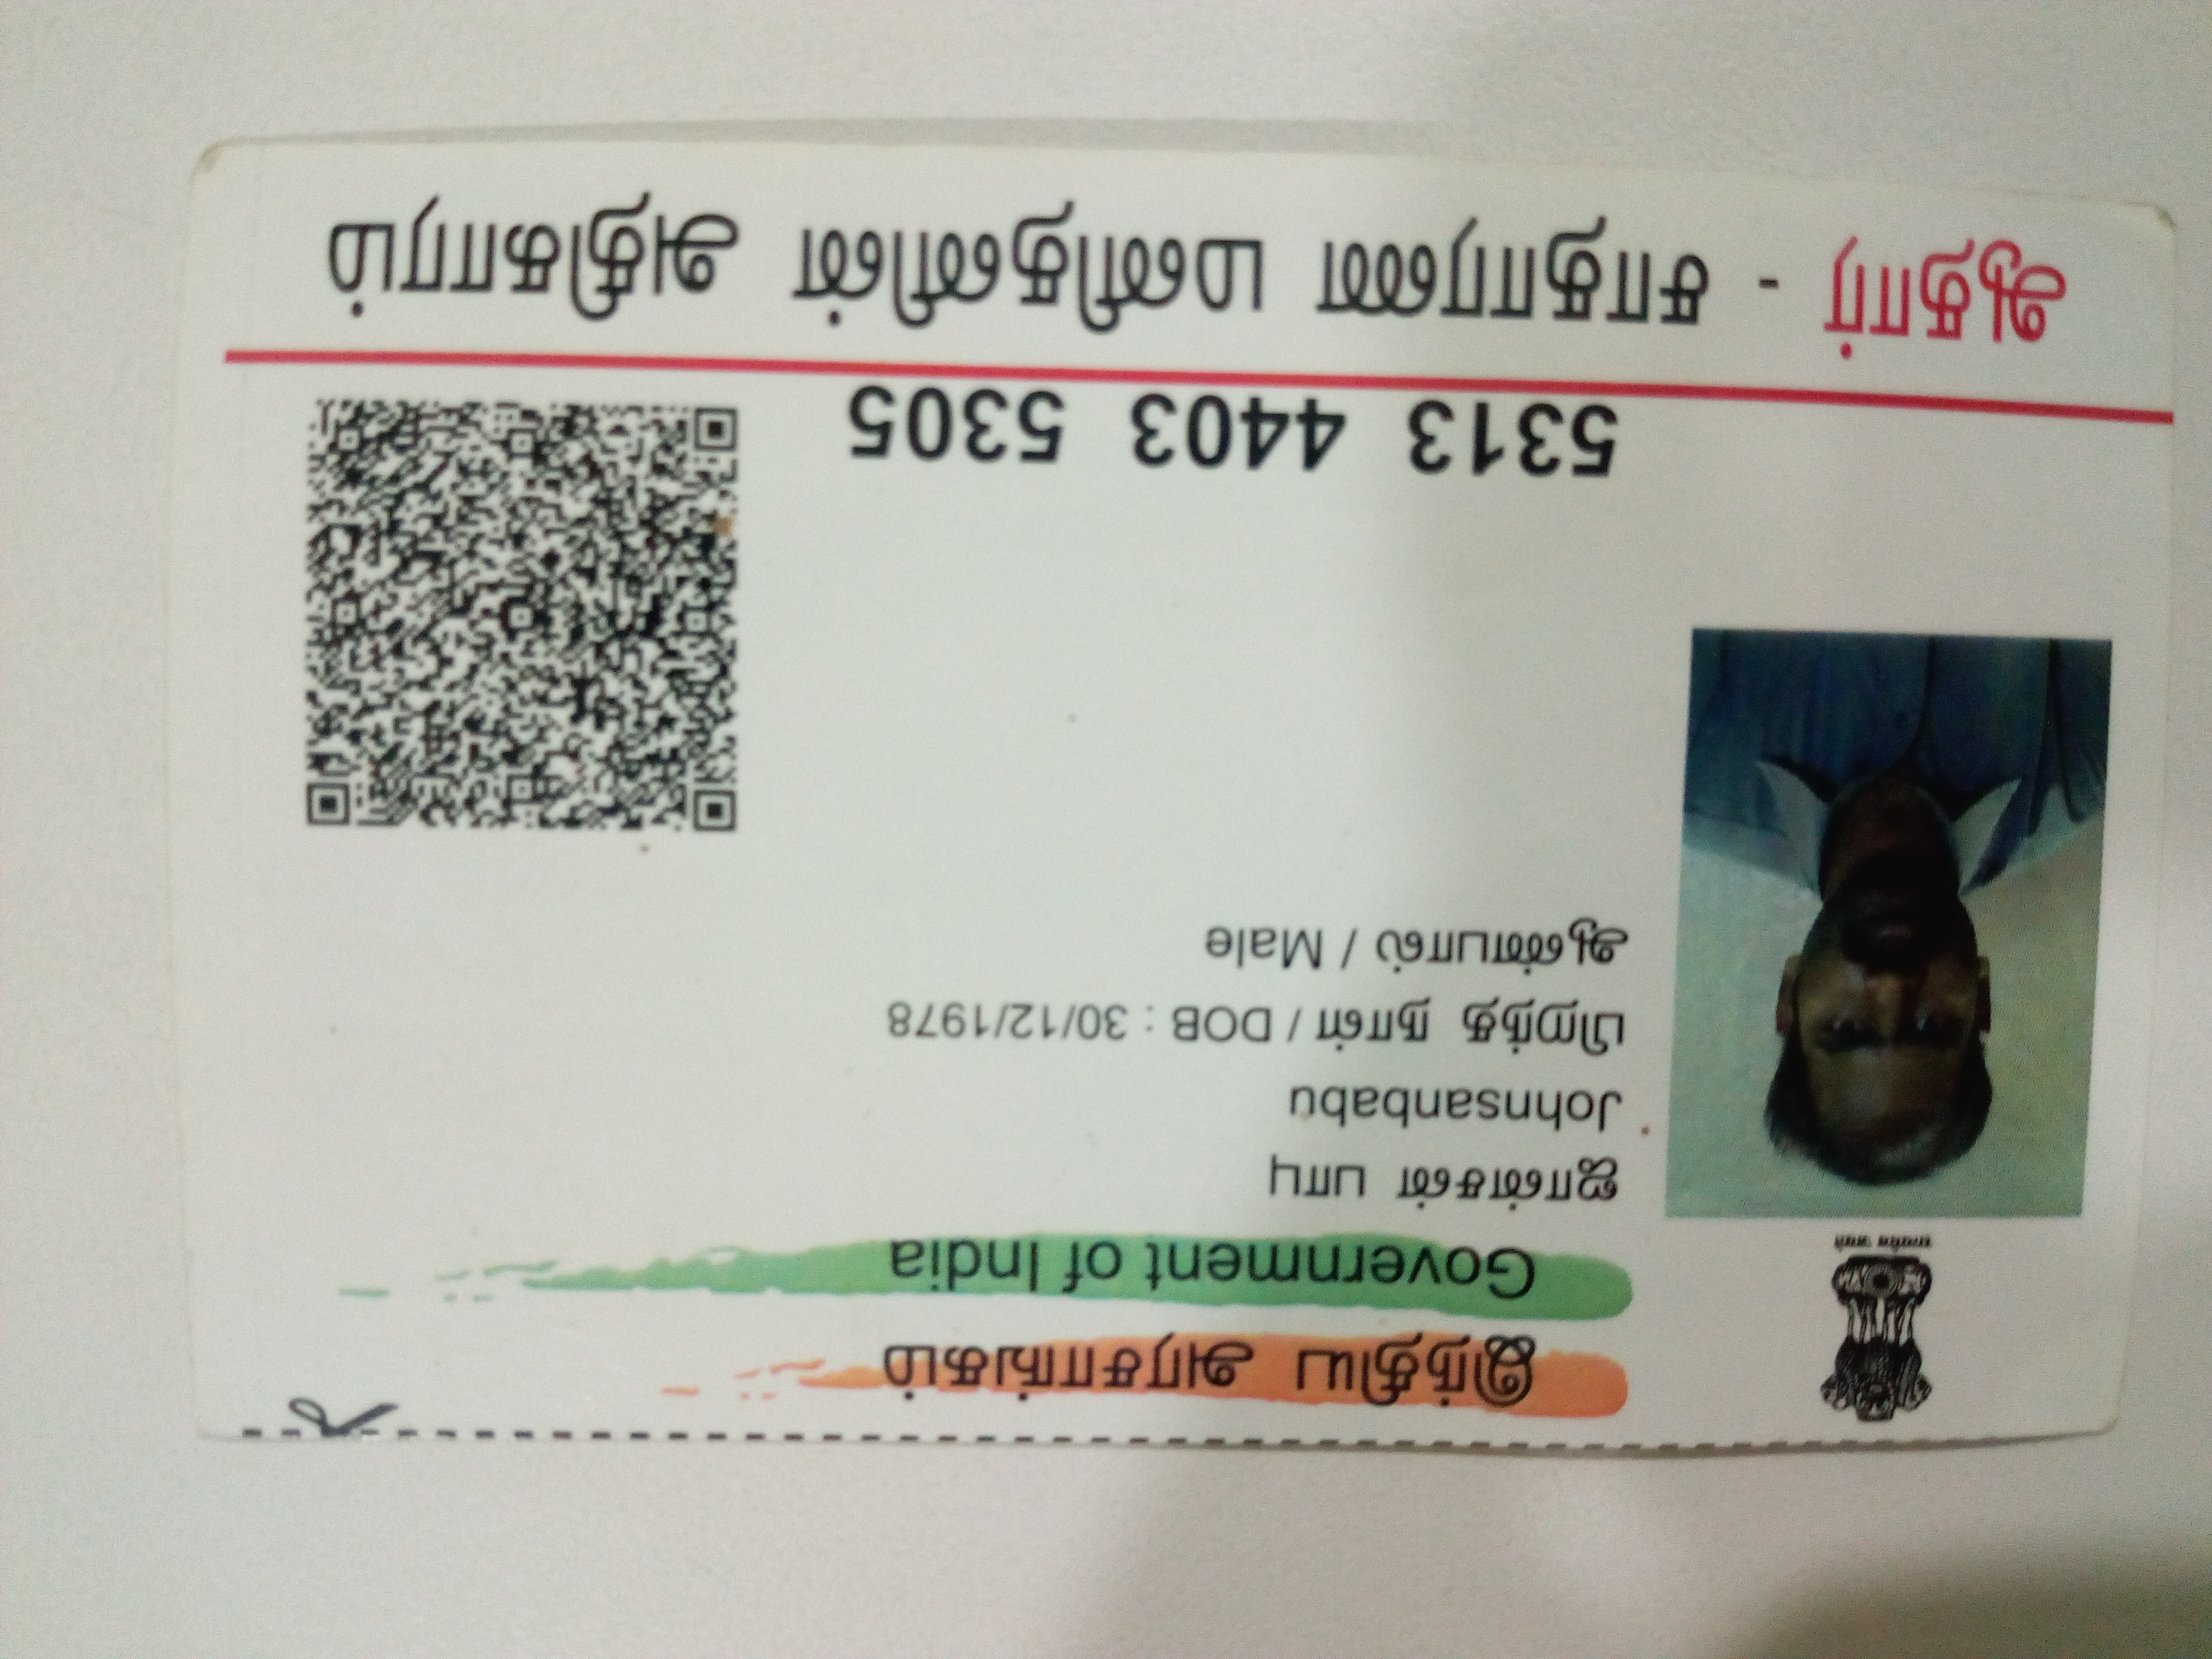 இந்திய அரசாங்கம்
Government of India
ஜான்சன் பாபு
Johnsanbabu
பிறந்த நாள் / DOB : 30/12/1978
ஆண்பால் / Male
5313 4403 5305
ஆதார் - சாதாரண மனிதனின் அதிகாரம்